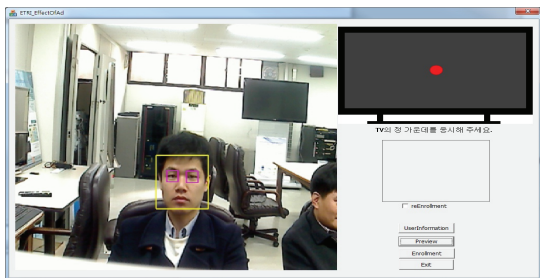 ETRI_EffectOfAd
TV의 정 가운데를 응시해 주세요.
reEnrollment
UserInformation
Preview
Enrollment
Exit